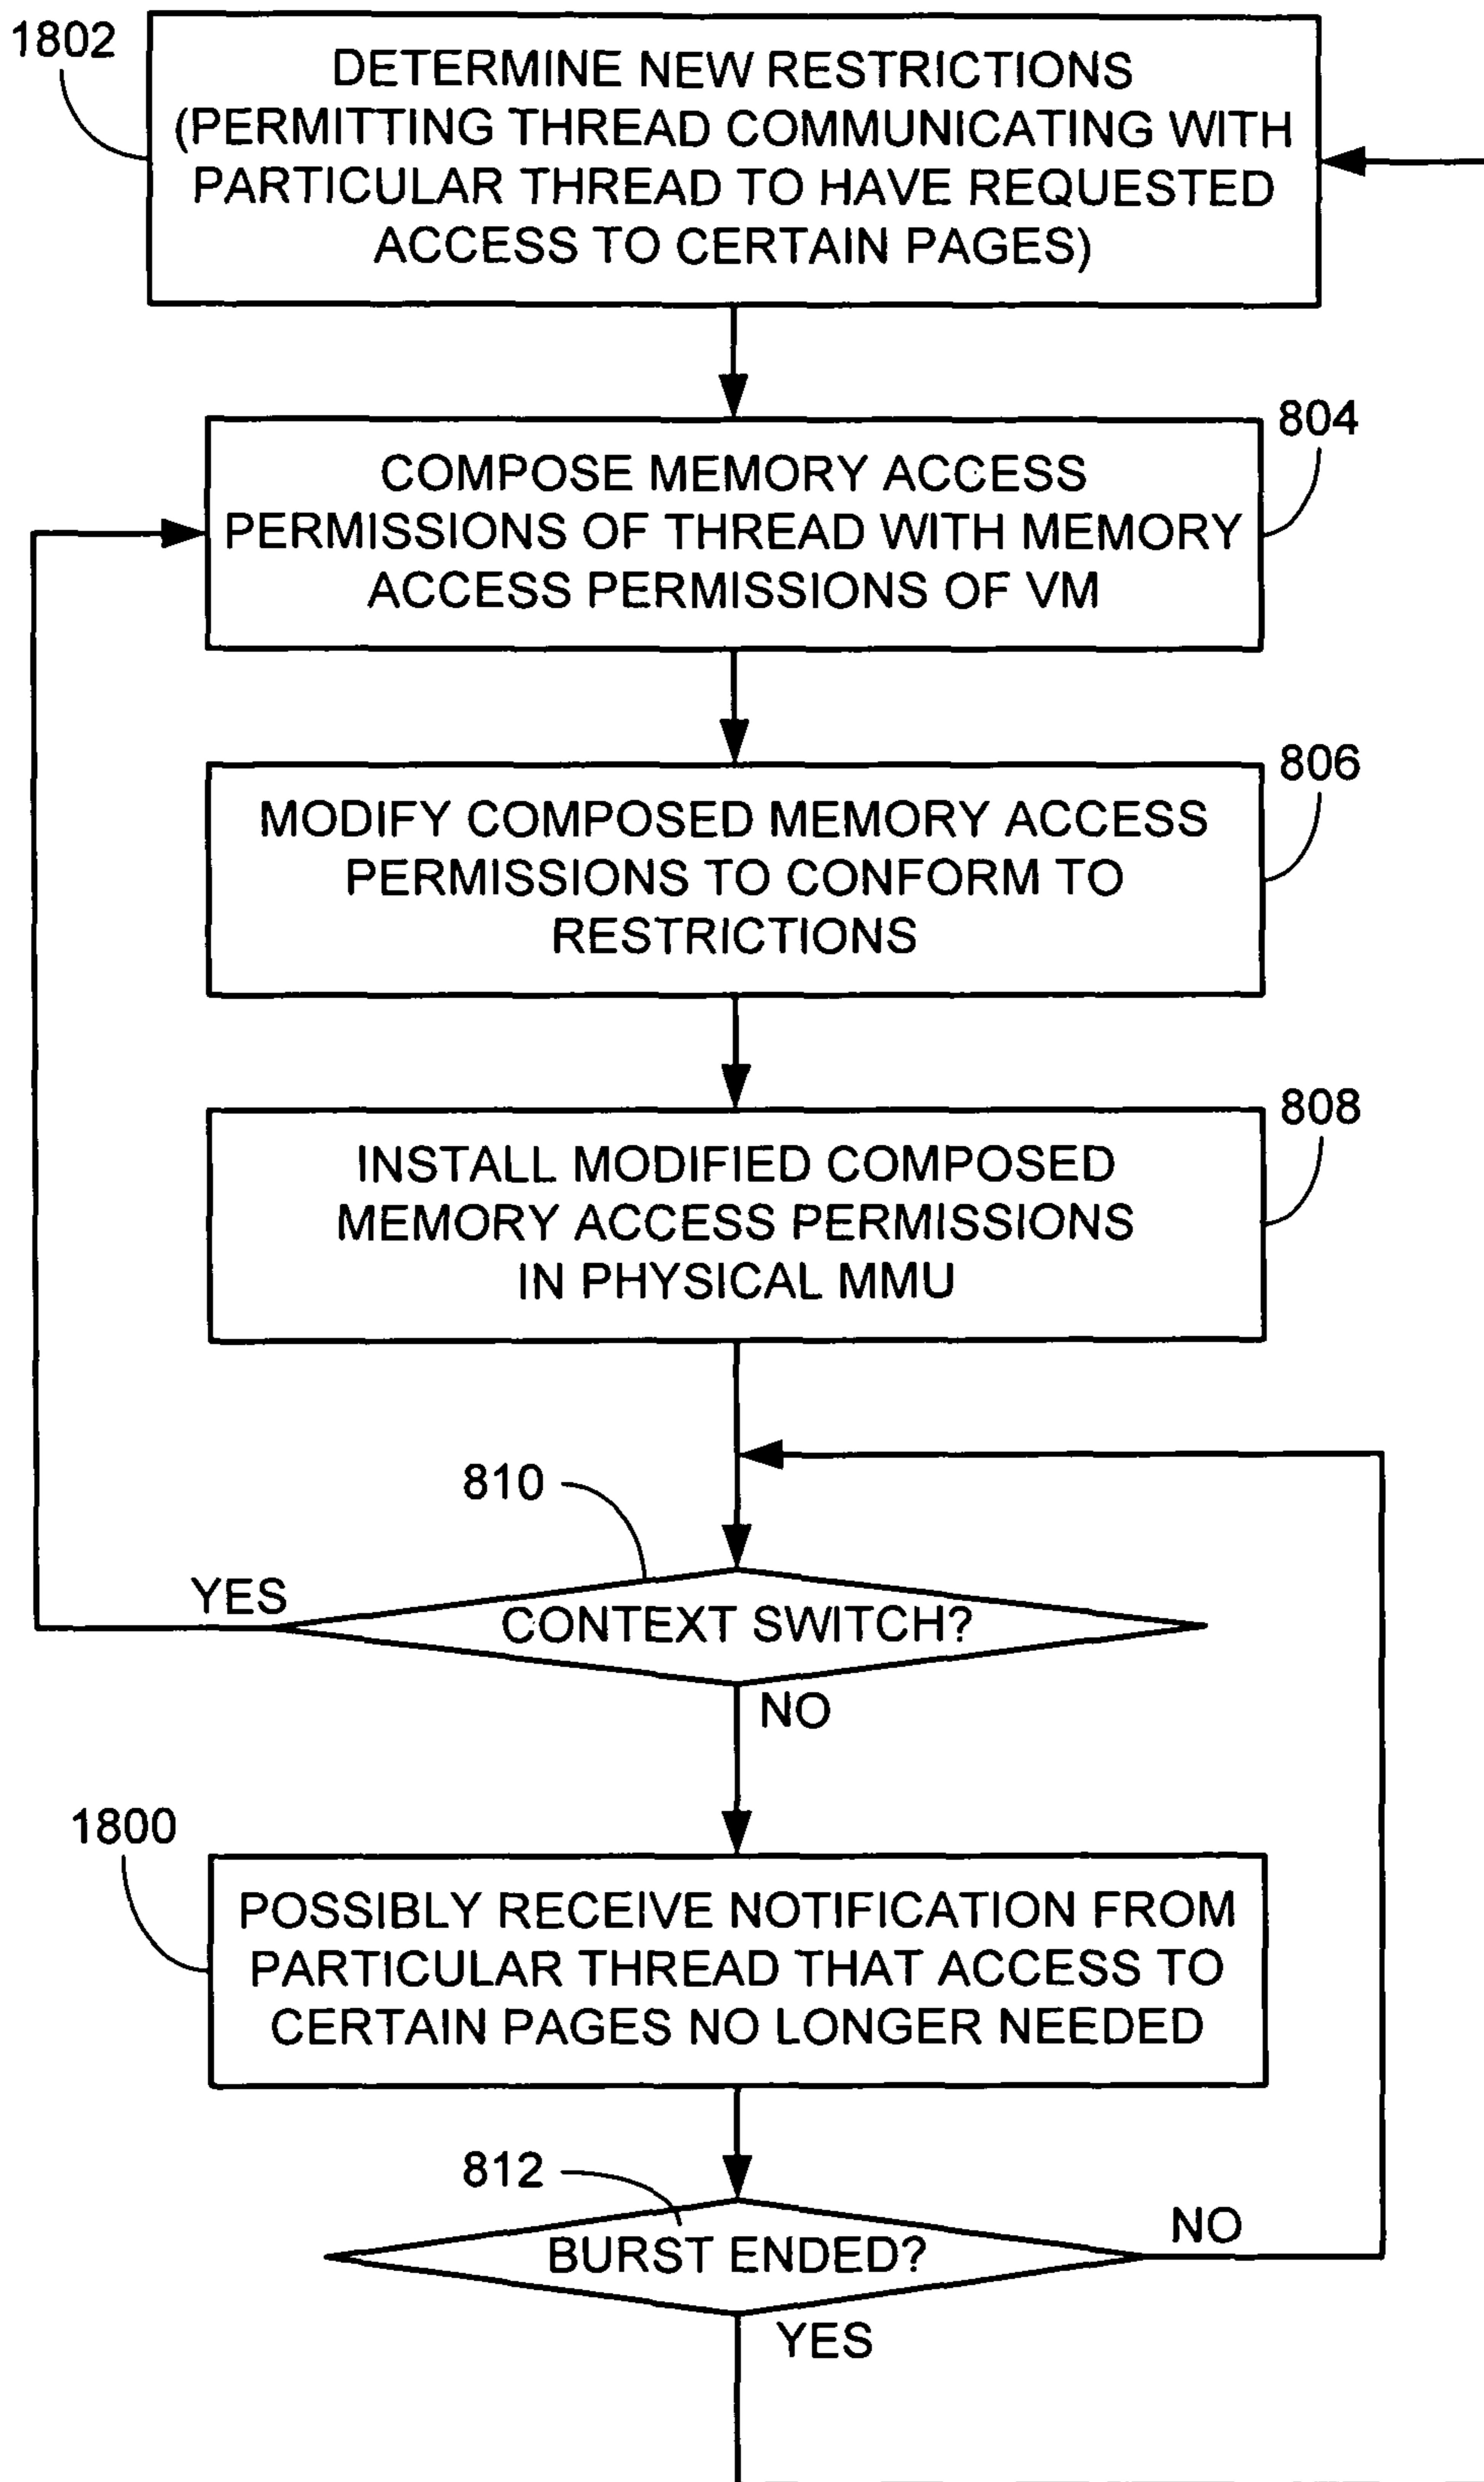 1802
DETERMINE NEW RESTRICTIONS
(PERMITTING THREAD COMMUNICATING WITH
PARTICULAR THREAD TO HAVE REQUESTED
ACCESS TO CERTAIN PAGES)
804
COMPOSE MEMORY ACCESS
PERMISSIONS OF THREAD WITH MEMORY
ACCESS PERMISSIONS OF VM
806
MODIFY COMPOSED MEMORY ACCESS
PERMISSIONS TO CONFORM TO
RESTRICTIONS
808
INSTALL MODIFIED COMPOSED
MEMORY ACCESS PERMISSIONS
IN PHYSICAL MMU
810
YES
CONTEXT SWITCH?
NO
1800
POSSIBLY RECEIVE NOTIFICATION FROM
PARTICULAR THREAD THAT ACCESS TO
CERTAIN PAGES NO LONGER NEEDED
812
NO
BURST ENDED?
YES